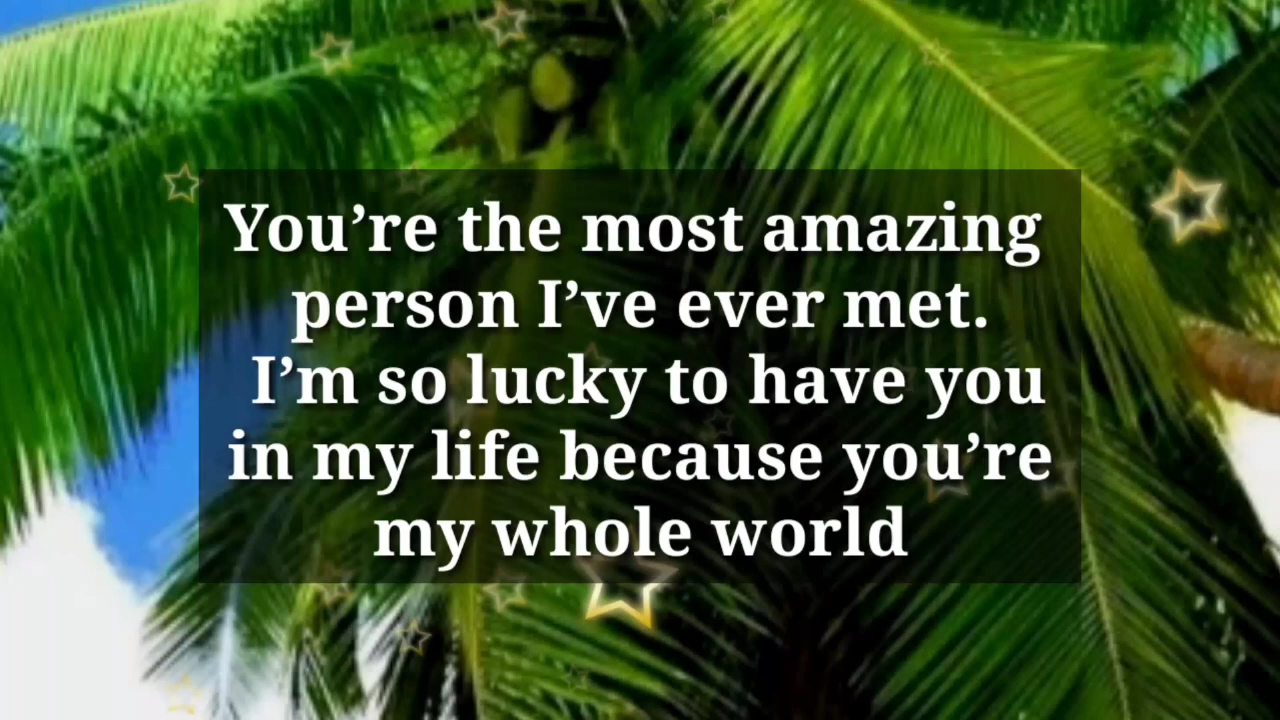 You’re the most amazing
person I’ve ever met.
I’m so lucky to have you
in my life because you’re
my whole world